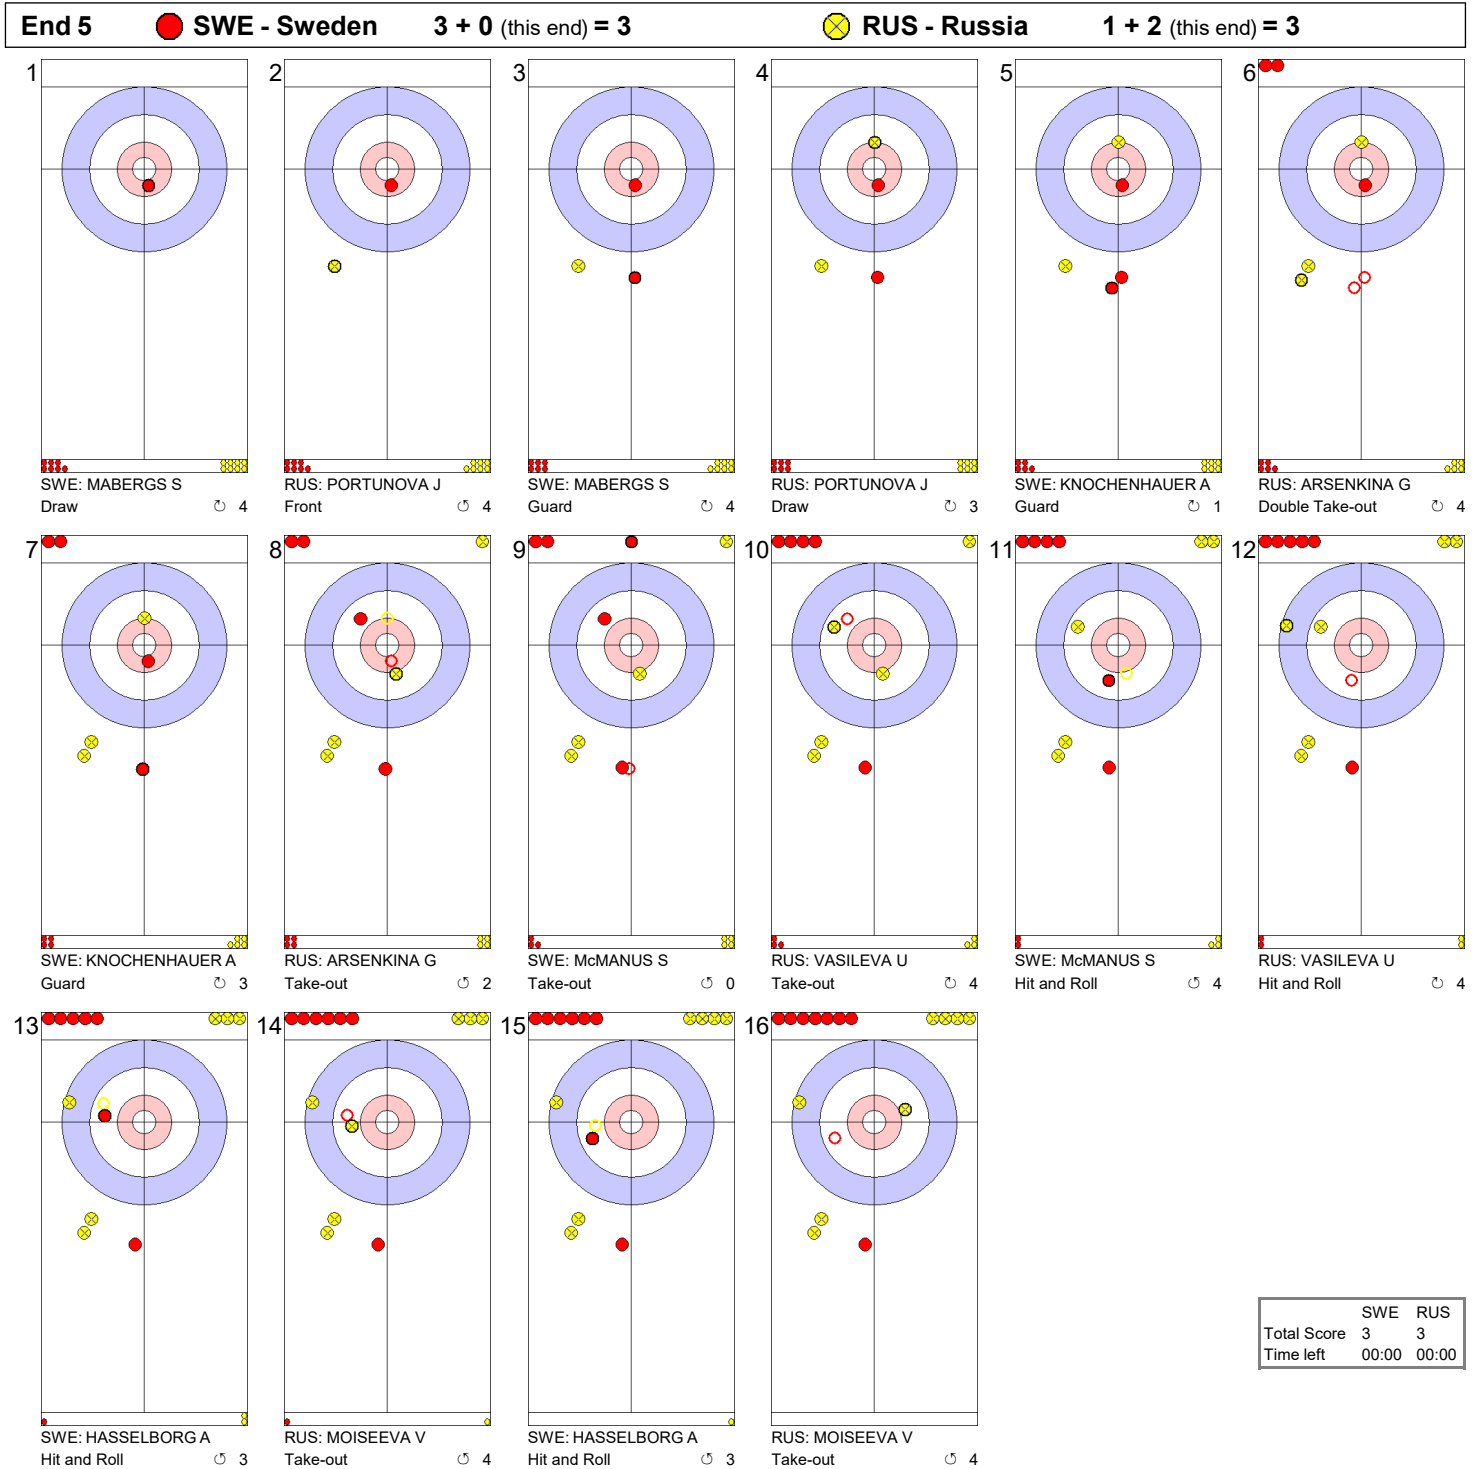 End 5 SWE - Sweden 3 + 0 (this end) = 3 RUS - Russia 1 + 2 (this end) = 3
1 2 3 4 5 6
SWE: MABERGS S RUS: PORTUNOVA J SWE: MABERGS S RUS: PORTUNOVA J SWE: KNOCHENHAUER A RUS: ARSENKINA G
Draw ↻ 4 Front ↺ 4 Guard ↻ 4 Draw ↻ 3 Guard ↻ 1 Double Take-out ↻ 4
7 8 9 10 11 12
SWE: KNOCHENHAUER A RUS: ARSENKINA G SWE: McMANUS S RUS: VASILEVA U SWE: McMANUS S RUS: VASILEVA U
Guard ↻ 3 Take-out ↺ 2 Take-out ↺ 0 Take-out ↺ 4 Hit and Roll ↺ 4 Hit and Roll ↺ 4
13 14 15 16
SWE RUS
Total Score 3 3
Time left 00:00 00:00
SWE: HASSELBORG A RUS: MOISEEVA V SWE: HASSELBORG A RUS: MOISEEVA V
Hit and Roll ↺ 3 Take-out ↺ 4 Hit and Roll ↺ 3 Take-out ↺ 4